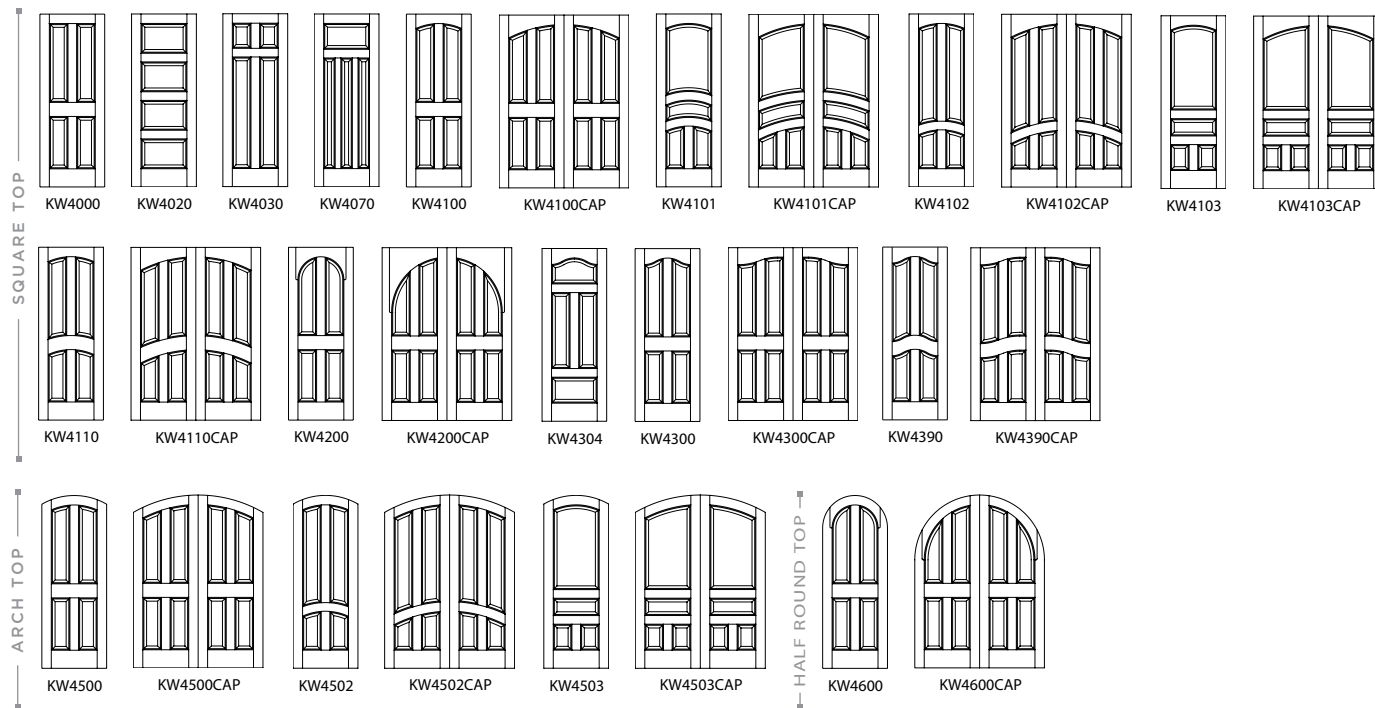 SQUARE TOP
KW4000 KW4020 KW4030 KW4070 KW4100 KW4100CAP KW4101 KW4101CAP KW4102 KW4102CAP KW4103 KW4103CAP
KW4110 KW4110CAP KW4200 KW4200CAP KW4304 KW4300 KW4300CAP KW4390 KW4390CAP
ARCH TOP
KW4500 KW4500CAP KW4502 KW4502CAP KW4503 KW4503CAP
HALF ROUND TOP
KW4600 KW4600CAP